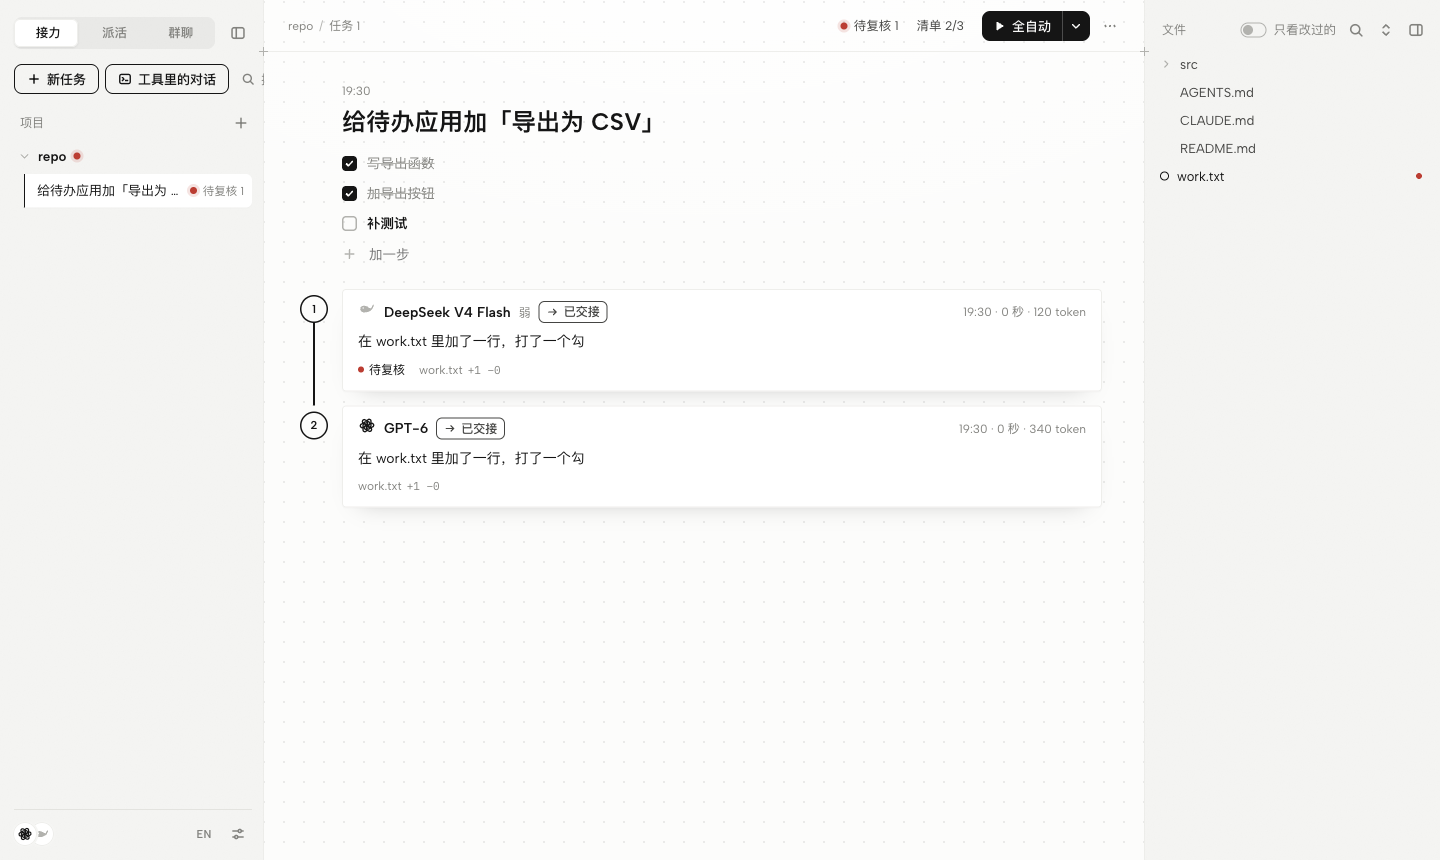 接力 派活 群聊
新任务 工具里的对话
项目
repo
给待办应用加「导出为 ... 待复核 1
EN
repo / 任务 1 待复核 1 清单 2/3 全自动
19:30
给待办应用加「导出为 CSV」
写导出函数
加导出按钮
补测试
加一步
1 DeepSeek V4 Flash 弱 → 已交接 19:30 · 0 秒 · 120 token
在 work.txt 里加了一行，打了一个勾
待复核 work.txt +1 −0
2 GPT-6 → 已交接 19:30 · 0 秒 · 340 token
在 work.txt 里加了一行，打了一个勾
work.txt +1 −0
文件 只看改过的
src
AGENTS.md
CLAUDE.md
README.md
work.txt